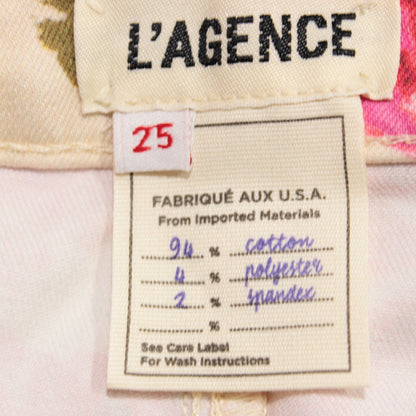 L'AGENCE
25
FABRIQUÉ AUX U.S.A.
From Imported Materials
94 % cotton
4 % polyester
2 % spandex
%
See Care Label
For Wash Instructions